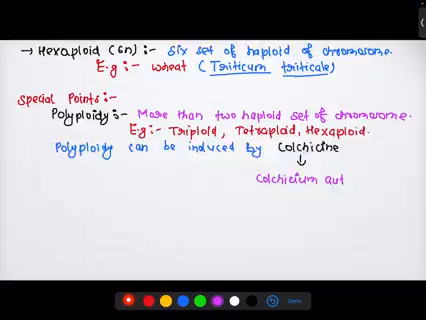 → Hexaploid (6n) :- six set of haploid of chromosome.
E.g :- wheat (Triticum triticale)
Special Points :-
Polyploidy :- More than two haploid set of chromosome.
E.g :- Triploid, Tetraploid, Hexaploid.
Polyploidy can be induced by Colchicine
↓
Colchicium aut
Done